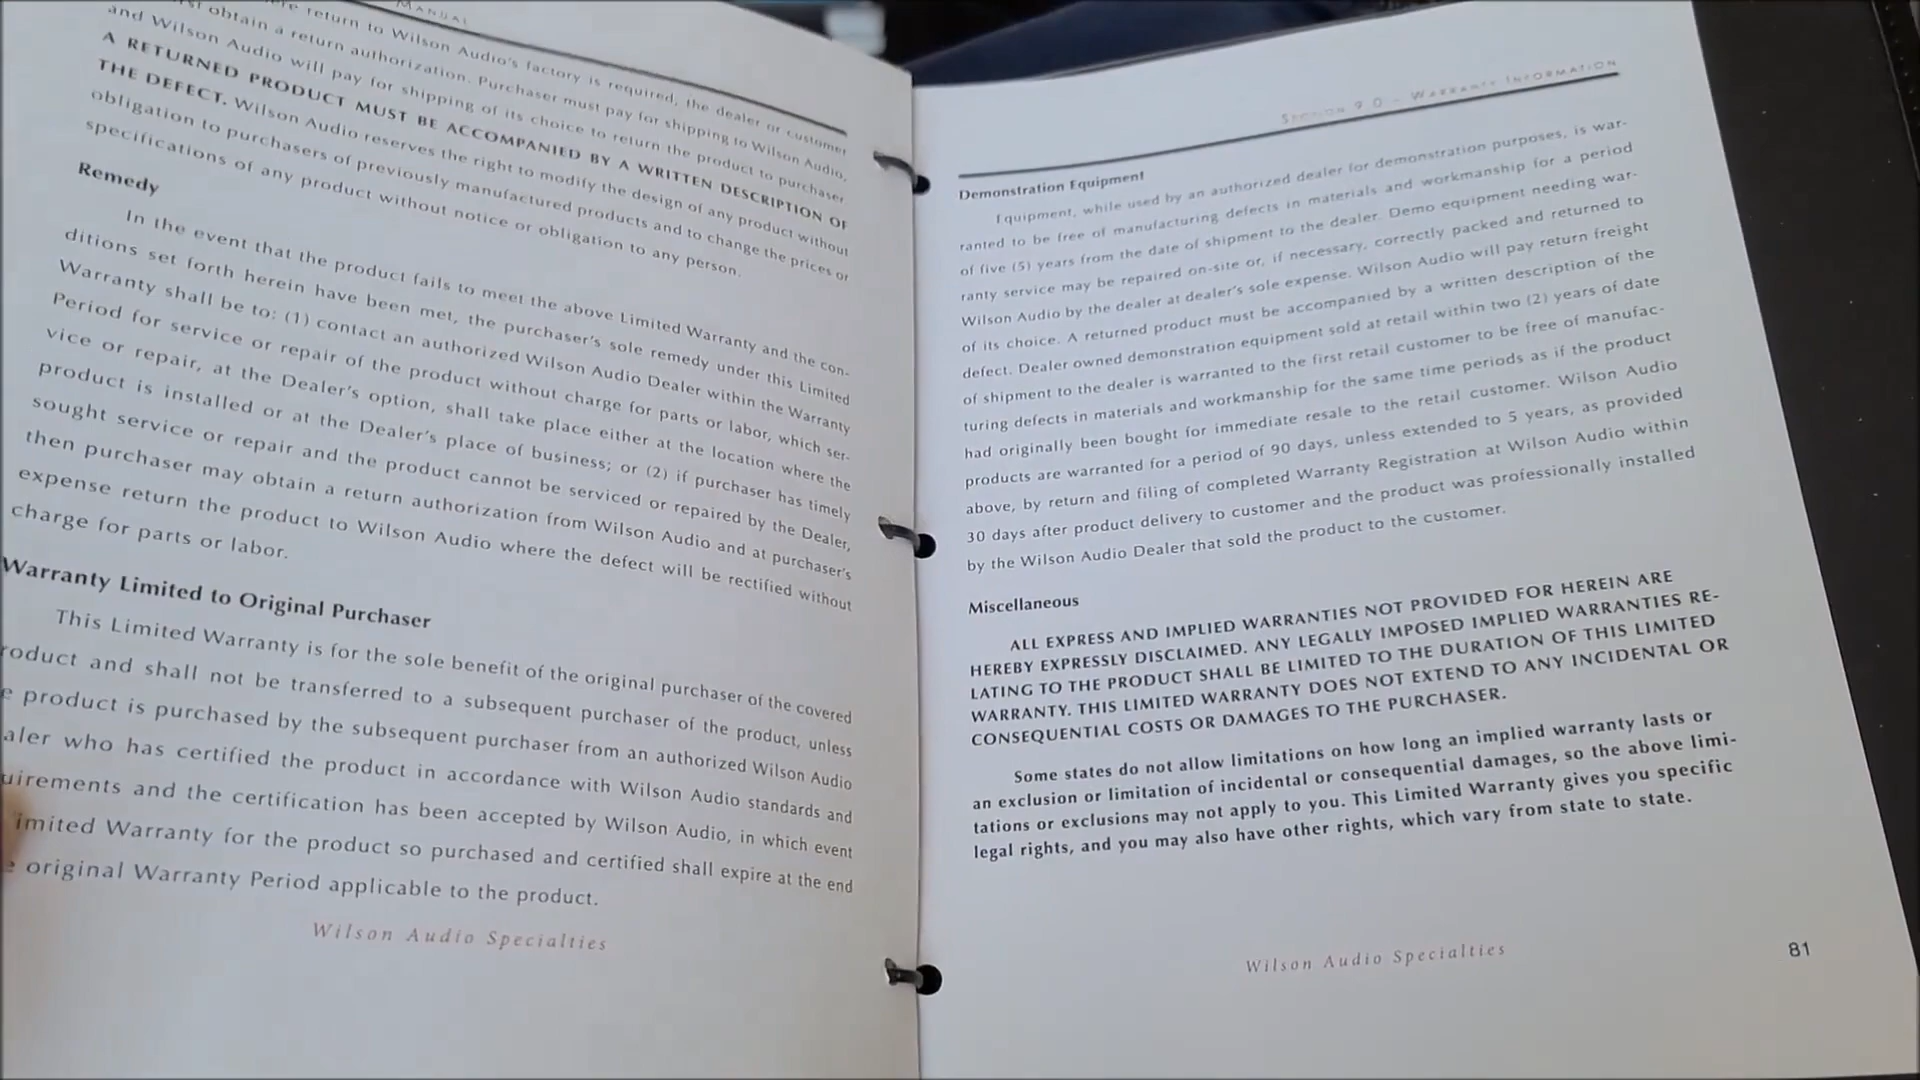 Manual
return to Wilson Audio's factory is required, the dealer or customer
obtain a return authorization. Purchaser must pay for shipping to Wilson Audio,
and Wilson Audio will pay for shipping of its choice to return the product to purchaser
A RETURNED PRODUCT MUST BE ACCOMPANIED BY A WRITTEN DESCRIPTION OF
THE DEFECT. Wilson Audio reserves the right to modify the design of any product without
obligation to purchasers of previously manufactured products and to change the prices or
specifications of any product without notice or obligation to any person.
Remedy
In the event that the product fails to meet the above Limited Warranty and the con-
ditions set forth herein have been met, the purchaser's sole remedy under this Limited
Warranty shall be to: (1) contact an authorized Wilson Audio Dealer within the Warranty
Period for service or repair of the product without charge for parts or labor, which ser-
vice or repair, at the Dealer's option, shall take place either at the location where the
product is installed or at the Dealer's place of business; or (2) if purchaser has timely
sought service or repair and the product cannot be serviced or repaired by the Dealer,
then purchaser may obtain a return authorization from Wilson Audio and at purchaser's
expense return the product to Wilson Audio where the defect will be rectified without
charge for parts or labor.
Warranty Limited to Original Purchaser
This Limited Warranty is for the sole benefit of the original purchaser of the covered
roduct and shall not be transferred to a subsequent purchaser of the product, unless
e product is purchased by the subsequent purchaser from an authorized Wilson Audio
aler who has certified the product in accordance with Wilson Audio standards and
uirements and the certification has been accepted by Wilson Audio, in which event
imited Warranty for the product so purchased and certified shall expire at the end
e original Warranty Period applicable to the product.
Wilson Audio Specialties
Section 9.0 - Warranty Information
Demonstration Equipment
Equipment, while used by an authorized dealer for demonstration purposes, is war-
ranted to be free of manufacturing defects in materials and workmanship for a period
of five (5) years from the date of shipment to the dealer. Demo equipment needing war-
ranty service may be repaired on-site or, if necessary, correctly packed and returned to
Wilson Audio by the dealer at dealer's sole expense. Wilson Audio will pay return freight
of its choice. A returned product must be accompanied by a written description of the
defect. Dealer owned demonstration equipment sold at retail within two (2) years of date
of shipment to the dealer is warranted to the first retail customer to be free of manufac-
turing defects in materials and workmanship for the same time periods as if the product
had originally been bought for immediate resale to the retail customer. Wilson Audio
products are warranted for a period of 90 days, unless extended to 5 years, as provided
above, by return and filing of completed Warranty Registration at Wilson Audio within
30 days after product delivery to customer and the product was professionally installed
by the Wilson Audio Dealer that sold the product to the customer.
Miscellaneous
ALL EXPRESS AND IMPLIED WARRANTIES NOT PROVIDED FOR HEREIN ARE
HEREBY EXPRESSLY DISCLAIMED. ANY LEGALLY IMPOSED IMPLIED WARRANTIES RE-
LATING TO THE PRODUCT SHALL BE LIMITED TO THE DURATION OF THIS LIMITED
WARRANTY. THIS LIMITED WARRANTY DOES NOT EXTEND TO ANY INCIDENTAL OR
CONSEQUENTIAL COSTS OR DAMAGES TO THE PURCHASER.
Some states do not allow limitations on how long an implied warranty lasts or
an exclusion or limitation of incidental or consequential damages, so the above limi-
tations or exclusions may not apply to you. This Limited Warranty gives you specific
legal rights, and you may also have other rights, which vary from state to state.
Wilson Audio Specialties
81